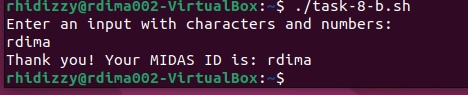 rhidizzy@rdima002-VirtualBox:~$ ./task-8-b.sh
Enter an input with characters and numbers:
rdima
Thank you! Your MIDAS ID is: rdima
rhidizzy@rdima002-VirtualBox:~$